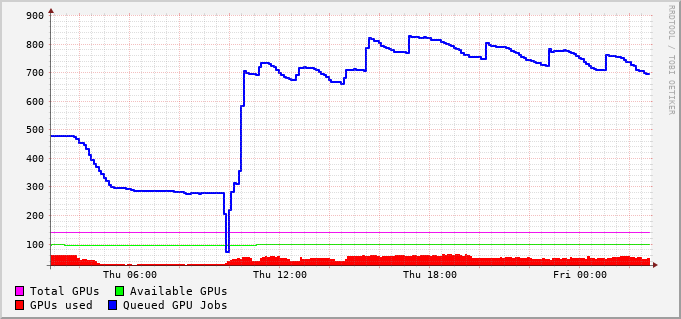 900
RRDTOOL / TOBI OETIKER
800
700
600
500
400
300
200
100
Thu 06:00 Thu 12:00 Thu 18:00 Fri 00:00
Total GPUs Available GPUs
GPUs used Queued GPU Jobs